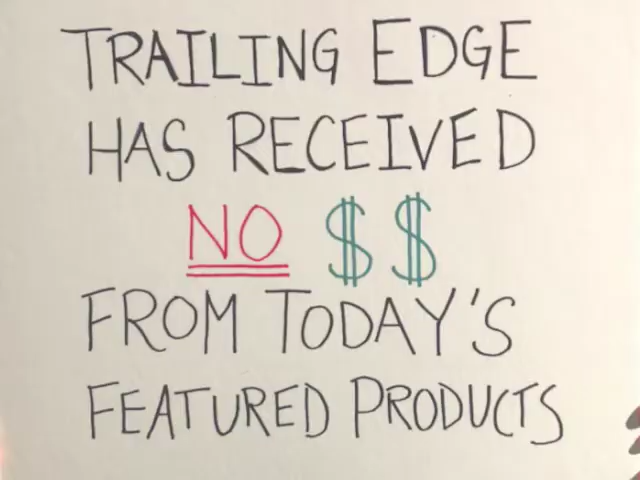 TRAILING EDGE
HAS RECEIVED
NO $$
FROM TODAY'S
FEATURED PRODUCTS